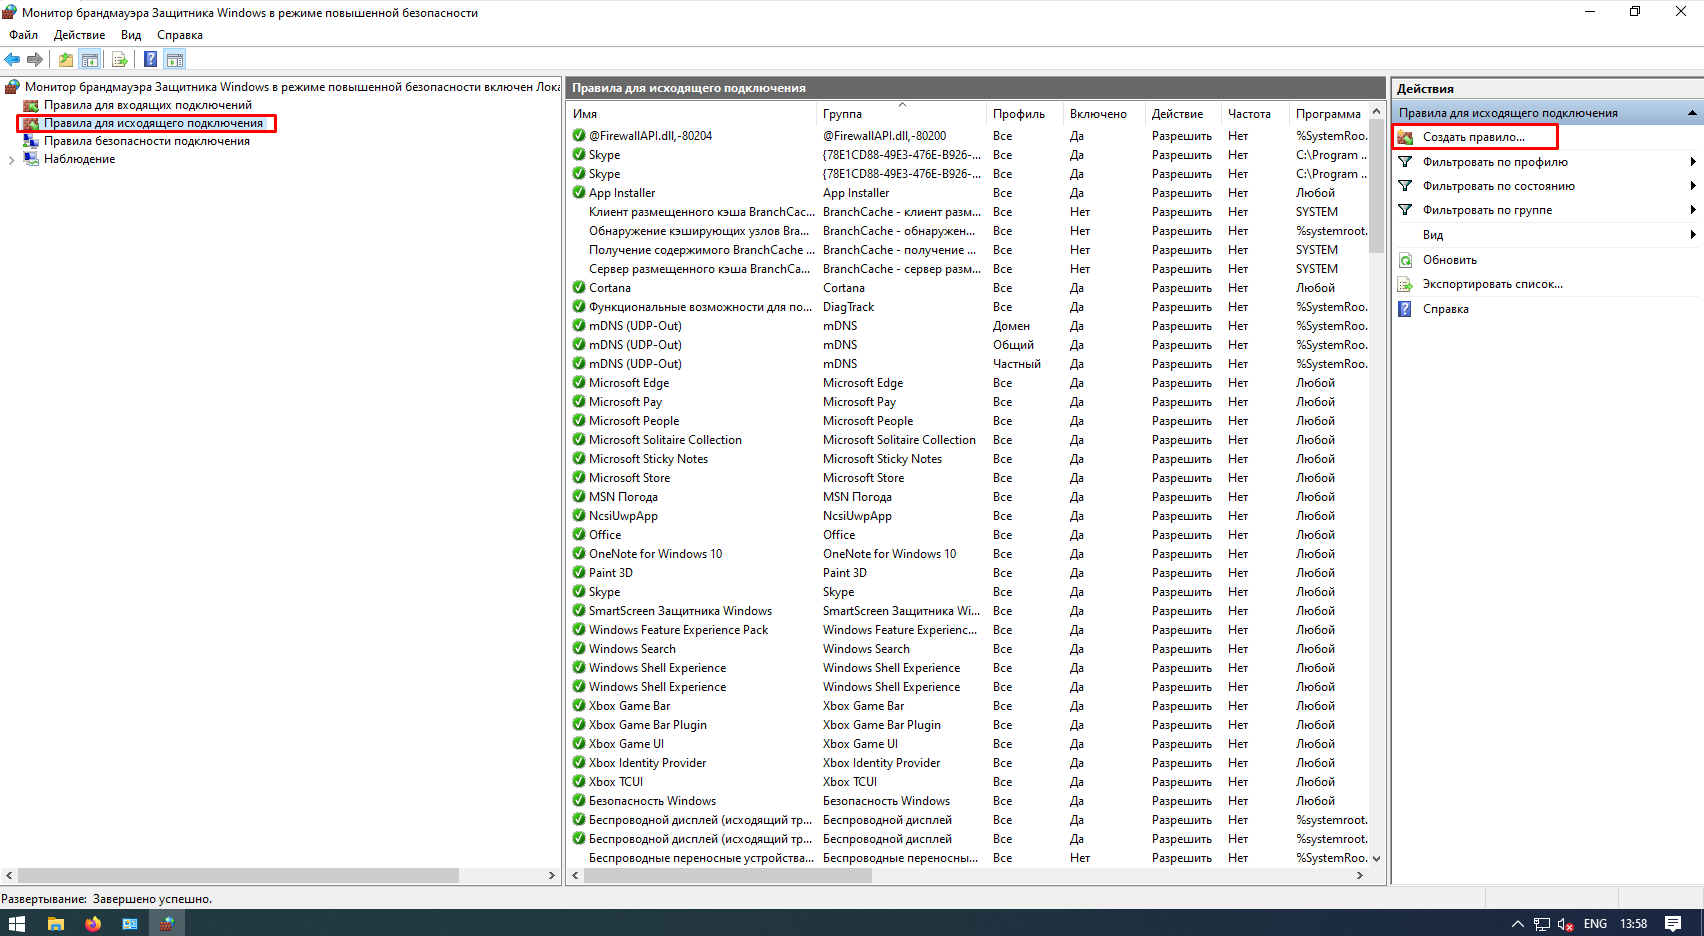 Монитор брандмауэра Защитника Windows в режиме повышенной безопасности
Файл Действие Вид Справка
Монитор брандмауэра Защитника Windows в режиме повышенной безопасности включен Лока
Правила для входящих подключений
Правила для исходящего подключения
Правила безопасности подключения
Наблюдение
Правила для исходящего подключения
Имя Группа Профиль Включено Действие Частота Программа
@FirewallAPI.dll,-80204 @FirewallAPI.dll,-80200 Все Да Разрешить Нет %SystemRoo...
Skype {78E1CD88-49E3-476E-B926-... Все Да Разрешить Нет C:\Program ...
Skype {78E1CD88-49E3-476E-B926-... Все Да Разрешить Нет C:\Program ...
App Installer App Installer Все Да Разрешить Нет Любой
Клиент размещенного кэша BranchCac... BranchCache - клиент разм... Все Нет Разрешить Нет SYSTEM
Обнаружение кэширующих узлов Bra... BranchCache - обнаружен... Все Нет Разрешить Нет %systemroot...
Получение содержимого BranchCache ... BranchCache - получение ... Все Нет Разрешить Нет SYSTEM
Сервер размещенного кэша BranchCa... BranchCache - сервер разм... Все Нет Разрешить Нет SYSTEM
Cortana Cortana Все Да Разрешить Нет Любой
Функциональные возможности для по... DiagTrack Все Да Разрешить Нет %SystemRoo...
mDNS (UDP-Out) mDNS Домен Да Разрешить Нет %SystemRoo...
mDNS (UDP-Out) mDNS Общий Да Разрешить Нет %SystemRoo...
mDNS (UDP-Out) mDNS Частный Да Разрешить Нет %SystemRoo...
Microsoft Edge Microsoft Edge Все Да Разрешить Нет Любой
Microsoft Pay Microsoft Pay Все Да Разрешить Нет Любой
Microsoft People Microsoft People Все Да Разрешить Нет Любой
Microsoft Solitaire Collection Microsoft Solitaire Collection Все Да Разрешить Нет Любой
Microsoft Sticky Notes Microsoft Sticky Notes Все Да Разрешить Нет Любой
Microsoft Store Microsoft Store Все Да Разрешить Нет Любой
MSN Погода MSN Погода Все Да Разрешить Нет Любой
NcsiUwpApp NcsiUwpApp Все Да Разрешить Нет Любой
Office Office Все Да Разрешить Нет Любой
OneNote for Windows 10 OneNote for Windows 10 Все Да Разрешить Нет Любой
Paint 3D Paint 3D Все Да Разрешить Нет Любой
Skype Skype Все Да Разрешить Нет Любой
SmartScreen Защитника Windows SmartScreen Защитника Wi... Все Да Разрешить Нет Любой
Windows Feature Experience Pack Windows Feature Experienc... Все Да Разрешить Нет Любой
Windows Search Windows Search Все Да Разрешить Нет Любой
Windows Shell Experience Windows Shell Experience Все Да Разрешить Нет Любой
Windows Shell Experience Windows Shell Experience Все Да Разрешить Нет Любой
Xbox Game Bar Xbox Game Bar Все Да Разрешить Нет Любой
Xbox Game Bar Plugin Xbox Game Bar Plugin Все Да Разрешить Нет Любой
Xbox Game UI Xbox Game UI Все Да Разрешить Нет Любой
Xbox Identity Provider Xbox Identity Provider Все Да Разрешить Нет Любой
Xbox TCUI Xbox TCUI Все Да Разрешить Нет Любой
Безопасность Windows Безопасность Windows Все Да Разрешить Нет Любой
Беспроводной дисплей (исходящий тр... Беспроводной дисплей Все Да Разрешить Нет %systemroot...
Беспроводной дисплей (исходящий тр... Беспроводной дисплей Все Да Разрешить Нет %systemroot...
Беспроводные переносные устройства... Беспроводные переносны... Все Нет Разрешить Нет %SystemRoo...
Действия
Правила для исходящего подключения
Создать правило...
Фильтровать по профилю
Фильтровать по состоянию
Фильтровать по группе
Вид
Обновить
Экспортировать список...
Справка
Развертывание: Завершено успешно.
ENG 13:58